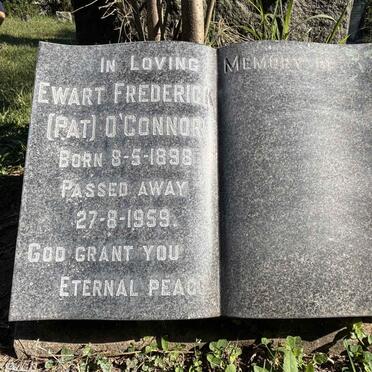 IN LOVING MEMORY OF
EWART FREDERICK
(PAT) O'CONNOR
BORN 8-5-1898
PASSED AWAY
27-8-1959.
GOD GRANT YOU
ETERNAL PEACE